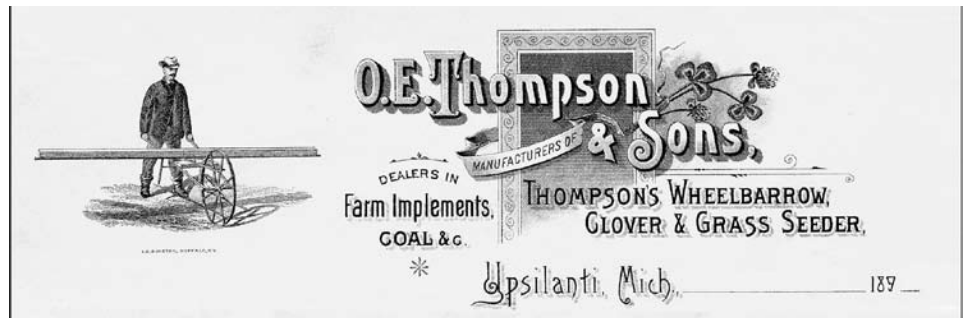 O.E. Thompson
& Sons,
MANUFACTURERS OF
DEALERS IN
Farm Implements,
COAL &c.
THOMPSON'S WHEELBARROW,
CLOVER & GRASS SEEDER,
Ypsilanti, Mich., 189